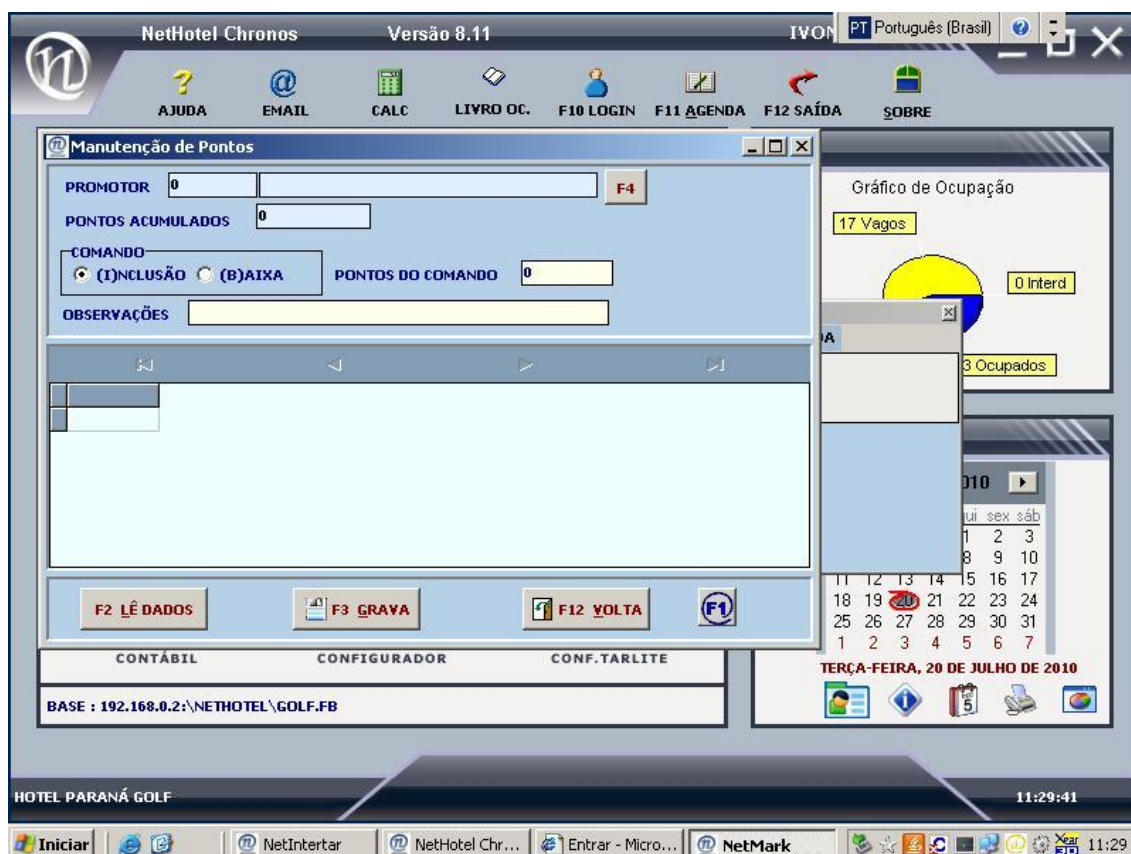 NetHotel Chronos Versão 8.11
PT Português (Brasil)
AJUDA EMAIL CALC LIVRO OC. F10 LOGIN F11 AGENDA F12 SAÍDA SOBRE
Manutenção de Pontos
PROMOTOR 0 F4
PONTOS ACUMULADOS 0
COMANDO
(I)NCLUSÃO (B)AIXA PONTOS DO COMANDO 0
OBSERVAÇÕES
F2 LÊ DADOS F3 GRAVA F12 VOLTA F1
Gráfico de Ocupação
17 Vagos
0 Interd
3 Ocupados
sex sáb
1 2 3
8 9 10
11 12 13 14 15 16 17
18 19 20 21 22 23 24
25 26 27 28 29 30 31
1 2 3 4 5 6 7
TERÇA-FEIRA, 20 DE JULHO DE 2010
5
CONTÁBIL CONFIGURADOR CONF.TARLITE
BASE : 192.168.0.2:\NETHOTEL\GOLF.FB
HOTEL PARANÁ GOLF 11:29:41
Iniciar NetIntertar NetHotel Chr... Entrar - Micro... NetMark 11:29